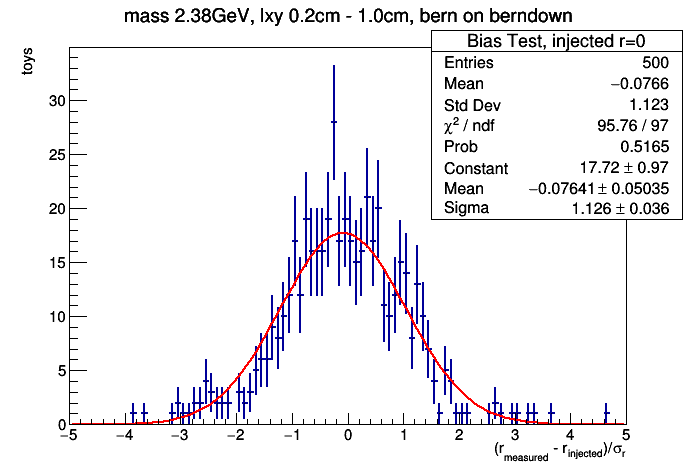 mass 2.38GeV, lxy 0.2cm - 1.0cm, bern on berndown
Bias Test, injected r=0
Entries 500
Mean −0.0766
Std Dev 1.123
χ² / ndf 95.76 / 97
Prob 0.5165
Constant 17.72 ± 0.97
Mean −0.07641 ± 0.05035
Sigma 1.126 ± 0.036
toys
30
25
20
15
10
5
0
−5 −4 −3 −2 −1 0 1 2 3 4 5
(r_measured - r_injected)/σ_r